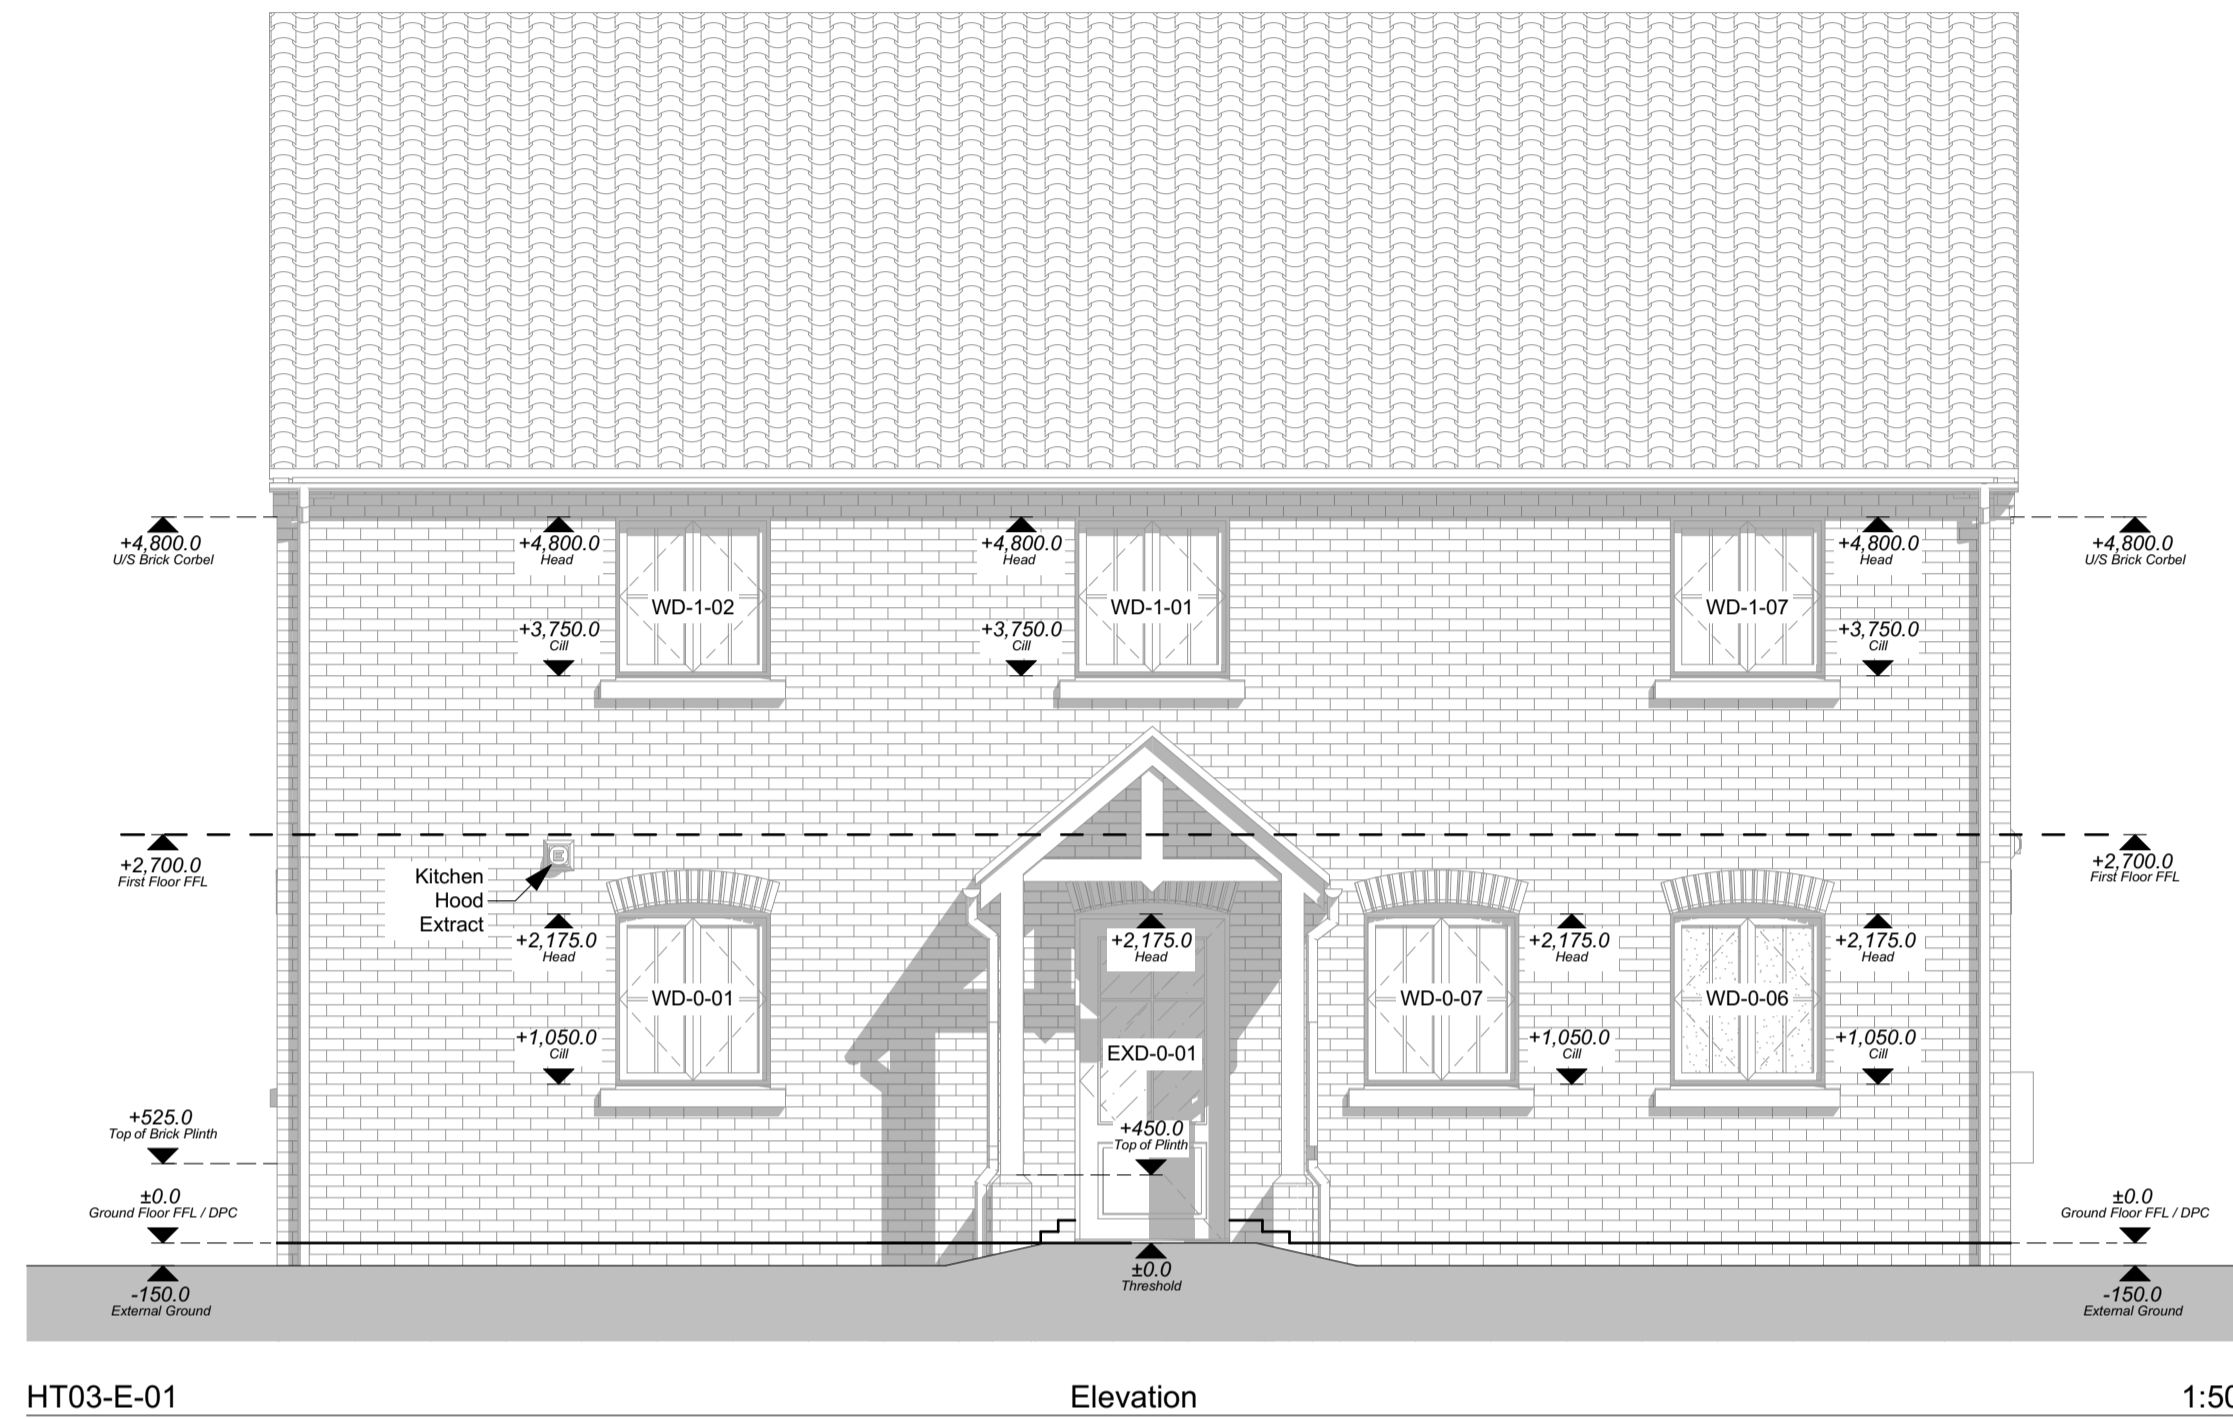 +4,800.0
U/S Brick Corbel
+4,800.0
Head
+4,800.0
Head
+4,800.0
Head
+4,800.0
U/S Brick Corbel
WD-1-02
WD-1-01
WD-1-07
+3,750.0
Cill
+3,750.0
Cill
+3,750.0
Cill
+2,700.0
First Floor FFL
E
Kitchen
Hood
Extract
+2,700.0
First Floor FFL
+2,175.0
Head
+2,175.0
Head
+2,175.0
Head
+2,175.0
Head
WD-0-01
WD-0-07
WD-0-06
+1,050.0
Cill
EXD-0-01
+1,050.0
Cill
+1,050.0
Cill
+525.0
Top of Brick Plinth
+450.0
Top of Plinth
±0.0
Ground Floor FFL / DPC
±0.0
Ground Floor FFL / DPC
±0.0
Threshold
-150.0
External Ground
-150.0
External Ground
HT03-E-01
Elevation
1:50